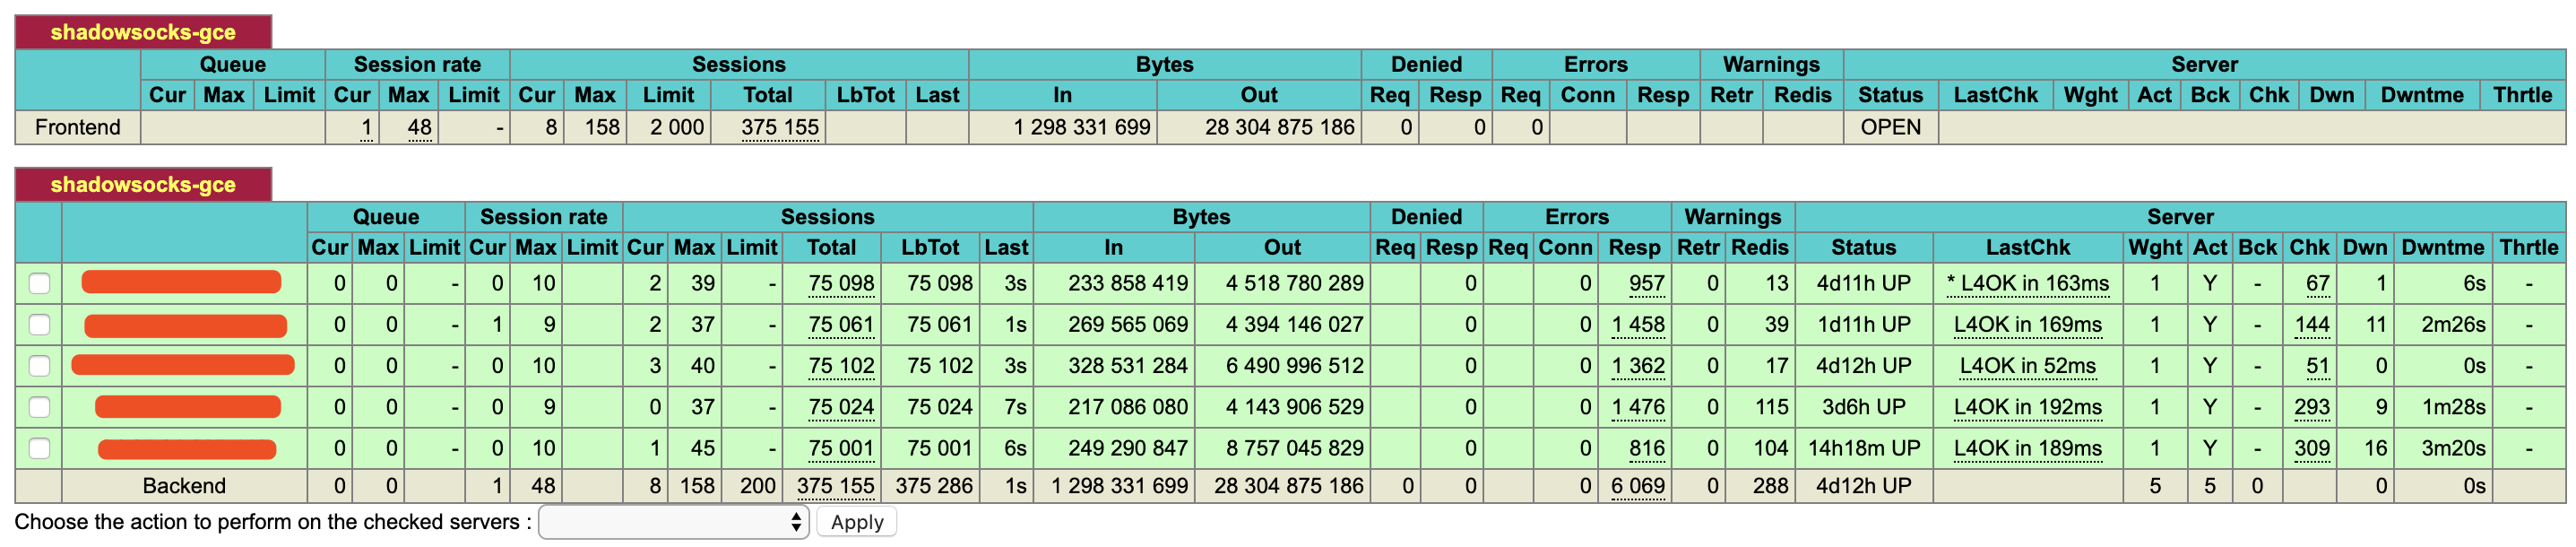 shadowsocks-gce
Queue Session rate Sessions Bytes Denied Errors Warnings Server
Cur Max Limit Cur Max Limit Cur Max Limit Total LbTot Last In Out Req Resp Req Conn Resp Retr Redis Status LastChk Wght Act Bck Chk Dwn Dwntme Thrtle
Frontend 1 48 - 8 158 2 000 375 155 1 298 331 699 28 304 875 186 0 0 0 OPEN
shadowsocks-gce
Queue Session rate Sessions Bytes Denied Errors Warnings Server
Cur Max Limit Cur Max Limit Cur Max Limit Total LbTot Last In Out Req Resp Req Conn Resp Retr Redis Status LastChk Wght Act Bck Chk Dwn Dwntme Thrtle
0 0 - 0 10 2 39 - 75 098 75 098 3s 233 858 419 4 518 780 289 0 0 957 0 13 4d11h UP * L4OK in 163ms 1 Y - 67 1 6s -
0 0 - 1 9 2 37 - 75 061 75 061 1s 269 565 069 4 394 146 027 0 0 1 458 0 39 1d11h UP L4OK in 169ms 1 Y - 144 11 2m26s -
0 0 - 0 10 3 40 - 75 102 75 102 3s 328 531 284 6 490 996 512 0 0 1 362 0 17 4d12h UP L4OK in 52ms 1 Y - 51 0 0s -
0 0 - 0 9 0 37 - 75 024 75 024 7s 217 086 080 4 143 906 529 0 0 1 476 0 115 3d6h UP L4OK in 192ms 1 Y - 293 9 1m28s -
0 0 - 0 10 1 45 - 75 001 75 001 6s 249 290 847 8 757 045 829 0 0 816 0 104 14h18m UP L4OK in 189ms 1 Y - 309 16 3m20s -
Backend 0 0 1 48 8 158 200 375 155 375 286 1s 1 298 331 699 28 304 875 186 0 0 0 6 069 0 288 4d12h UP 5 5 0 0 0s
Choose the action to perform on the checked servers : Apply